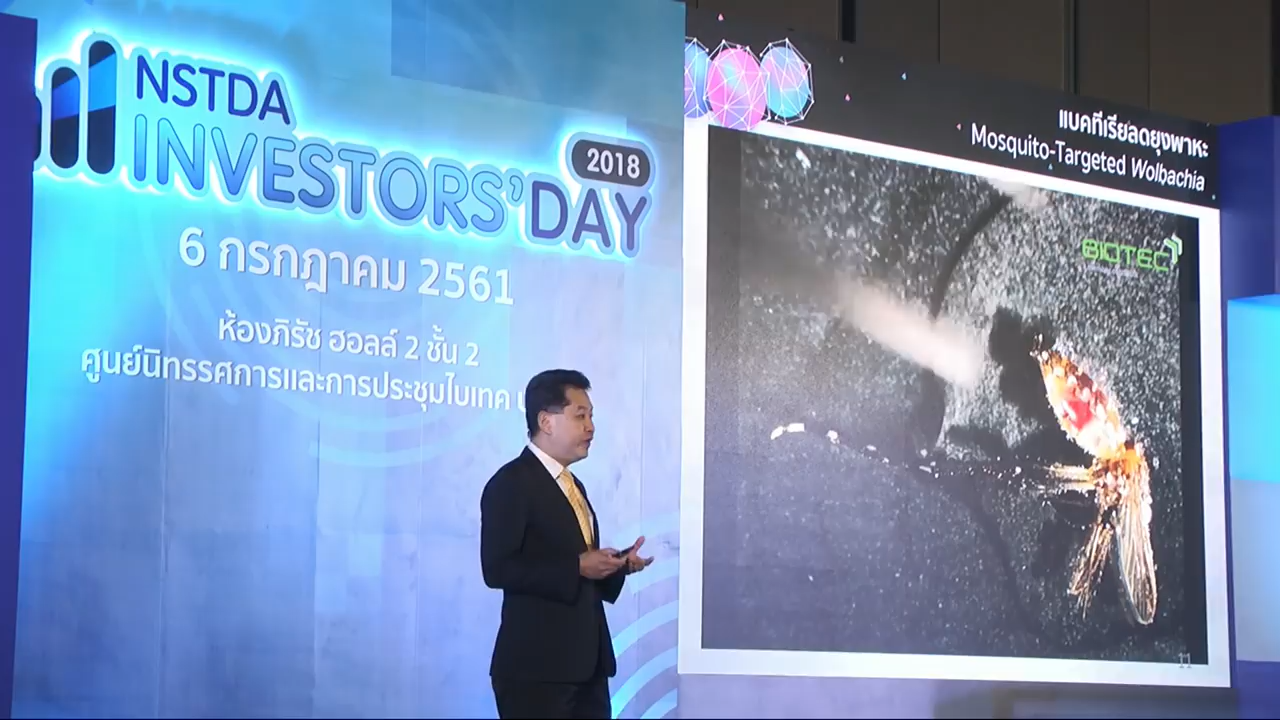 NSTDA
INVESTORS' DAY
2018
6 กรกฎาคม 2561
ห้องภิรัช ฮอลล์ 2 ชั้น 2
ศูนย์นิทรรศการและการประชุมไบเทค
แบคทีเรียลดยุงพาหะ
Mosquito-Targeted Wolbachia
BIOTEC
11